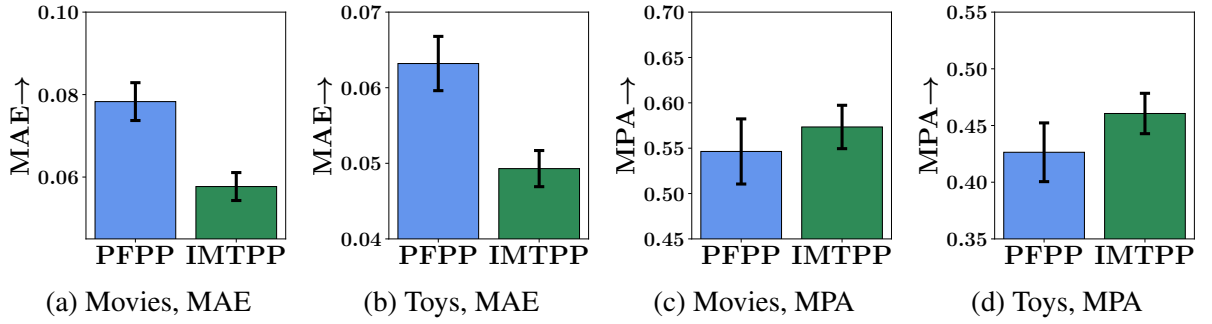 0.10
0.08
0.06
MAE→
PFPP IMTPP
(a) Movies, MAE
0.07
0.06
0.05
0.04
MAE→
PFPP IMTPP
(b) Toys, MAE
0.70
0.65
0.60
0.55
0.50
0.45
MPA→
PFPP IMTPP
(c) Movies, MPA
0.55
0.50
0.45
0.40
0.35
MPA→
PFPP IMTPP
(d) Toys, MPA